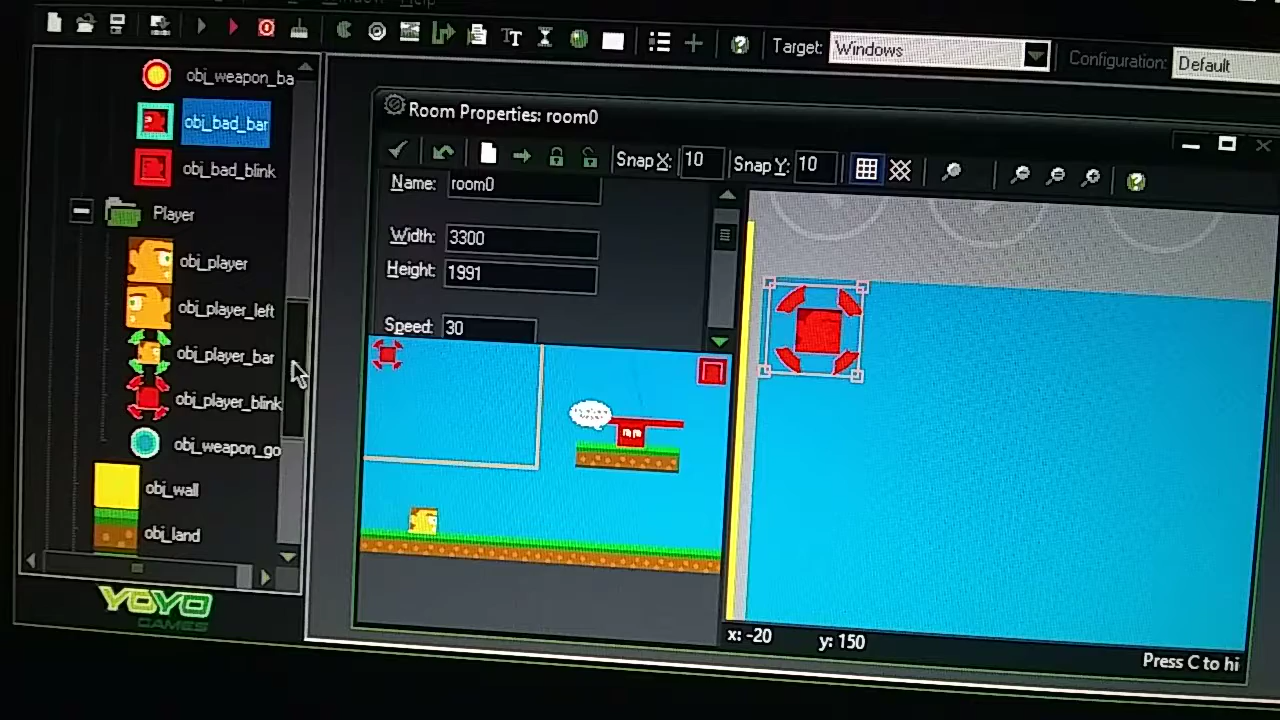 Target: Windows Configuration: Default
obj_weapon_ba
obj_bad_bar
obj_bad_blink
Player
obj_player
obj_player_left
obj_player_bar
obj_player_blink
obj_weapon_go
obj_wall
obj_land
YOYO
GAMES
Room Properties: room0
Snap X: 10 Snap Y: 10
Name: room0
Width: 3300
Height: 1991
Speed: 30
x: -20 y: 150
Press C to hi